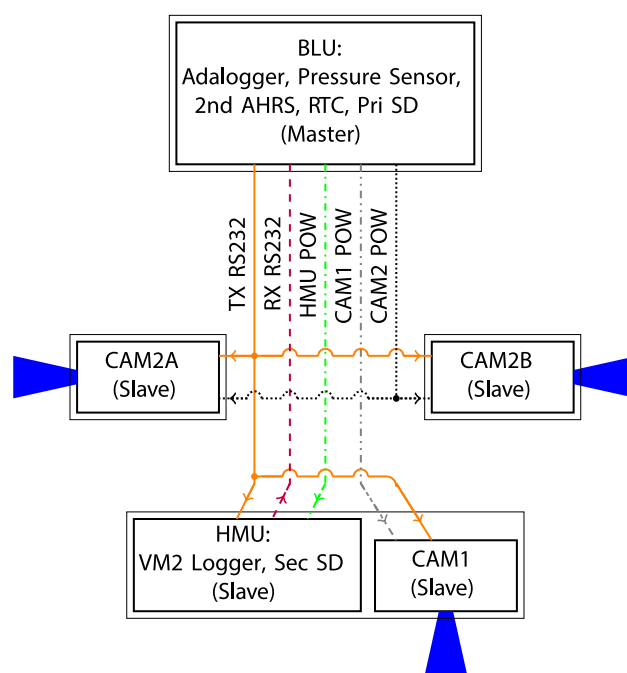 BLU:
Adalogger, Pressure Sensor,
2nd AHRS, RTC, Pri SD
(Master)
TX RS232
RX RS232
HMU POW
CAM1 POW
CAM2 POW
CAM2A
(Slave)
CAM2B
(Slave)
HMU:
VM2 Logger, Sec SD
(Slave)
CAM1
(Slave)